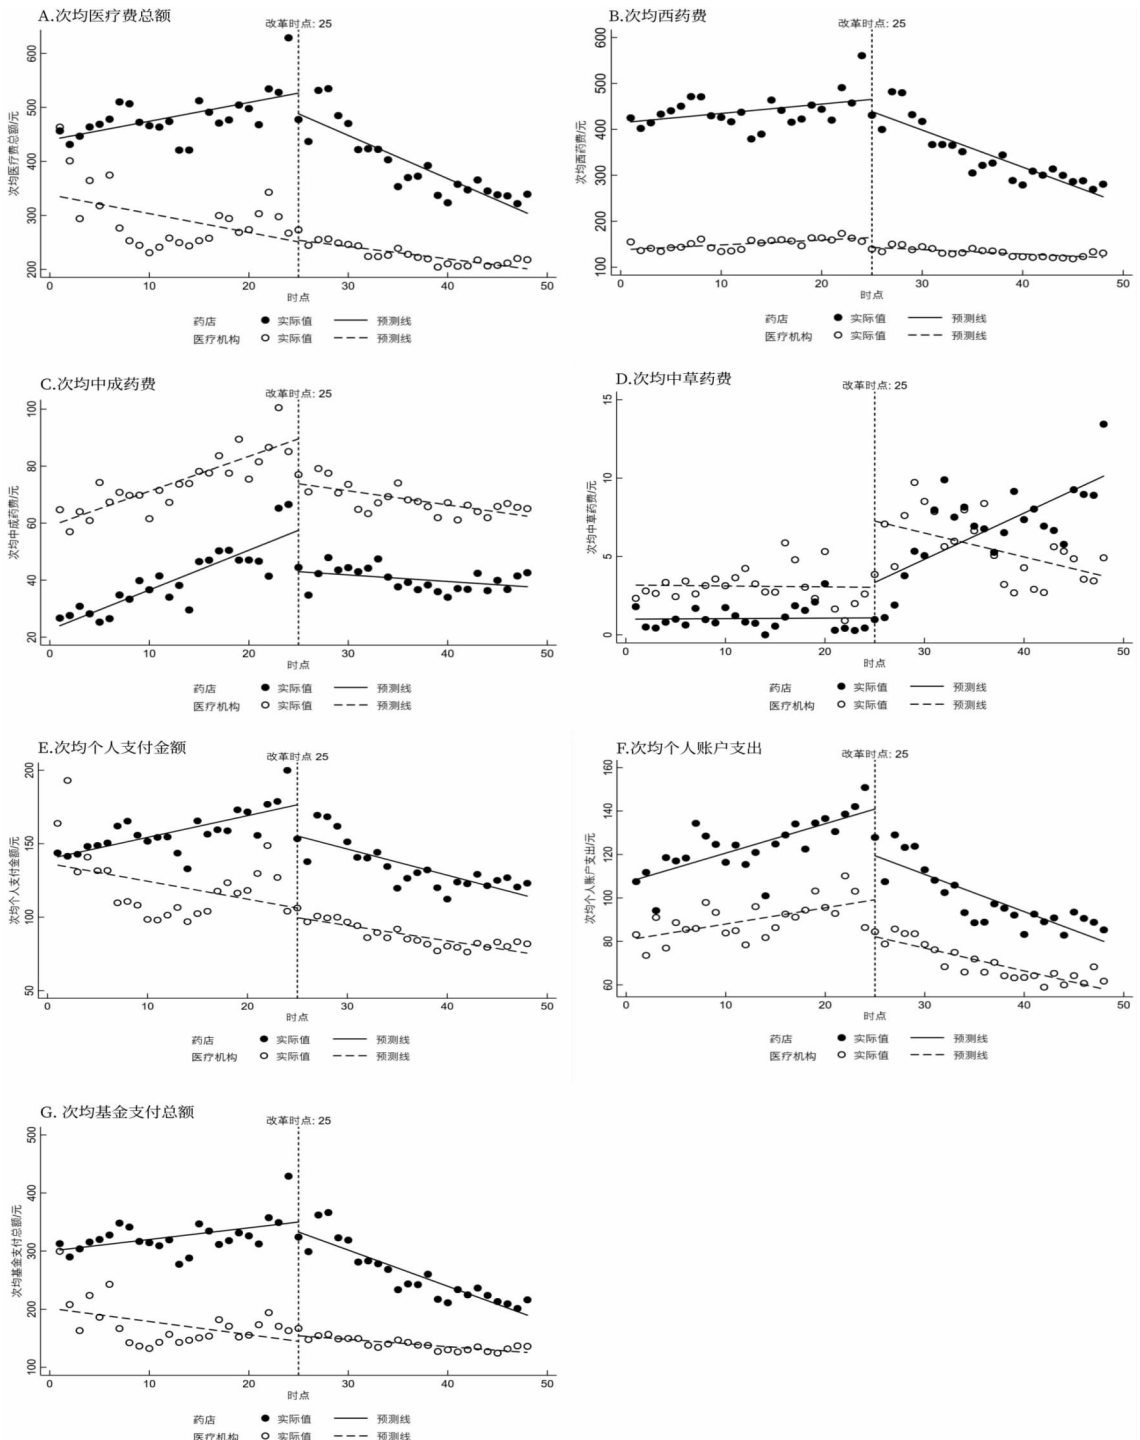 A.次均医疗费总额
改革时点: 25
次均医疗费总额/元
600
500
400
300
200
0 10 20 30 40 50
时点
药店 实际值 预测线
医疗机构 实际值 预测线
B.次均西药费
改革时点: 25
次均西药费/元
600
500
400
300
200
100
0 10 20 30 40 50
时点
药店 实际值 预测线
医疗机构 实际值 预测线
C.次均中成药费
改革时点: 25
次均中成药费/元
100
80
60
40
20
0 10 20 30 40 50
时点
药店 实际值 预测线
医疗机构 实际值 预测线
D.次均中草药费
改革时点: 25
次均中草药费/元
15
10
5
0
0 10 20 30 40 50
时点
药店 实际值 预测线
医疗机构 实际值 预测线
E.次均个人支付金额
改革时点 25
次均个人支付金额/元
200
150
100
50
0 10 20 30 40 50
时点
药店 实际值 预测线
医疗机构 实际值 预测线
F.次均个人账户支出
改革时点: 25
次均个人账户支出/元
160
140
120
100
80
60
0 10 20 30 40 50
时点
药店 实际值 预测线
医疗机构 实际值 预测线
G. 次均基金支付总额
改革时点: 25
次均基金支付总额/元
500
400
300
200
100
0 10 20 30 40 50
时点
药店 实际值 预测线
医疗机构 实际值 预测线